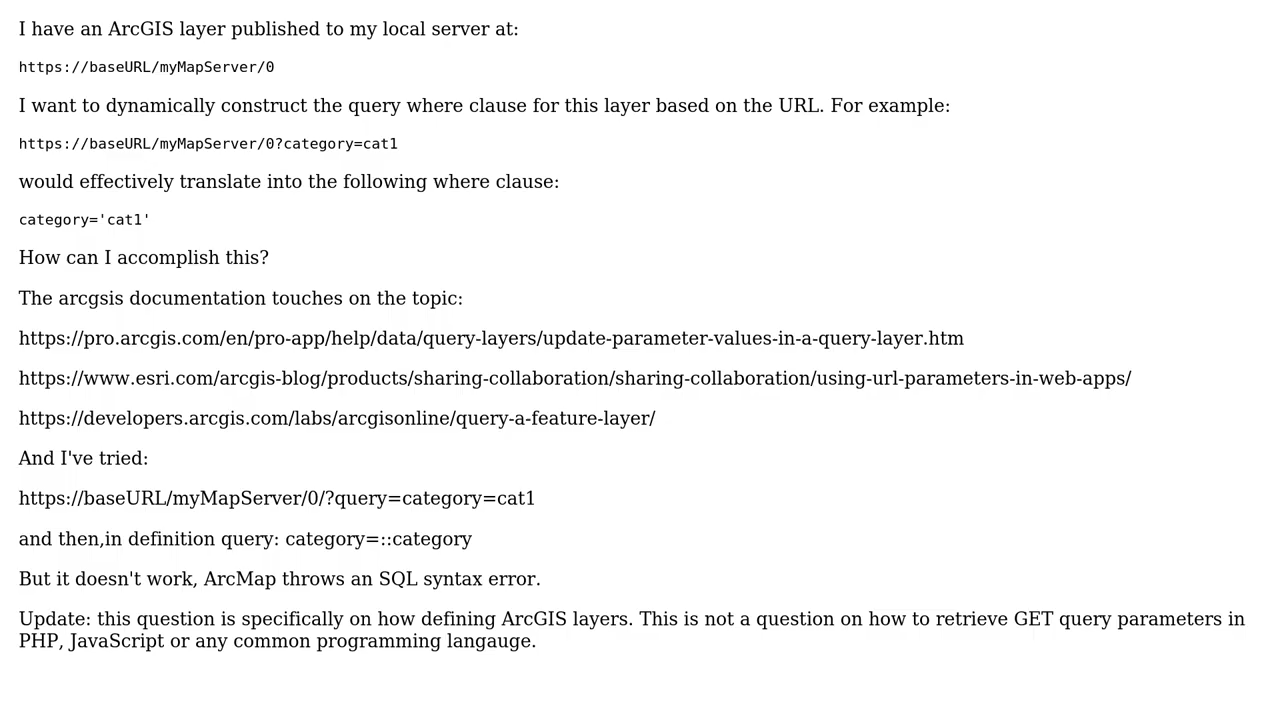 I have an ArcGIS layer published to my local server at:
https://baseURL/myMapServer/0
I want to dynamically construct the query where clause for this layer based on the URL. For example:
https://baseURL/myMapServer/0?category=cat1
would effectively translate into the following where clause:
category='cat1'
How can I accomplish this?
The arcgsis documentation touches on the topic:
https://pro.arcgis.com/en/pro-app/help/data/query-layers/update-parameter-values-in-a-query-layer.htm
https://www.esri.com/arcgis-blog/products/sharing-collaboration/sharing-collaboration/using-url-parameters-in-web-apps/
https://developers.arcgis.com/labs/arcgisonline/query-a-feature-layer/
And I've tried:
https://baseURL/myMapServer/0/?query=category=cat1
and then,in definition query: category=::category
But it doesn't work, ArcMap throws an SQL syntax error.
Update: this question is specifically on how defining ArcGIS layers. This is not a question on how to retrieve GET query parameters in
PHP, JavaScript or any common programming langauge.